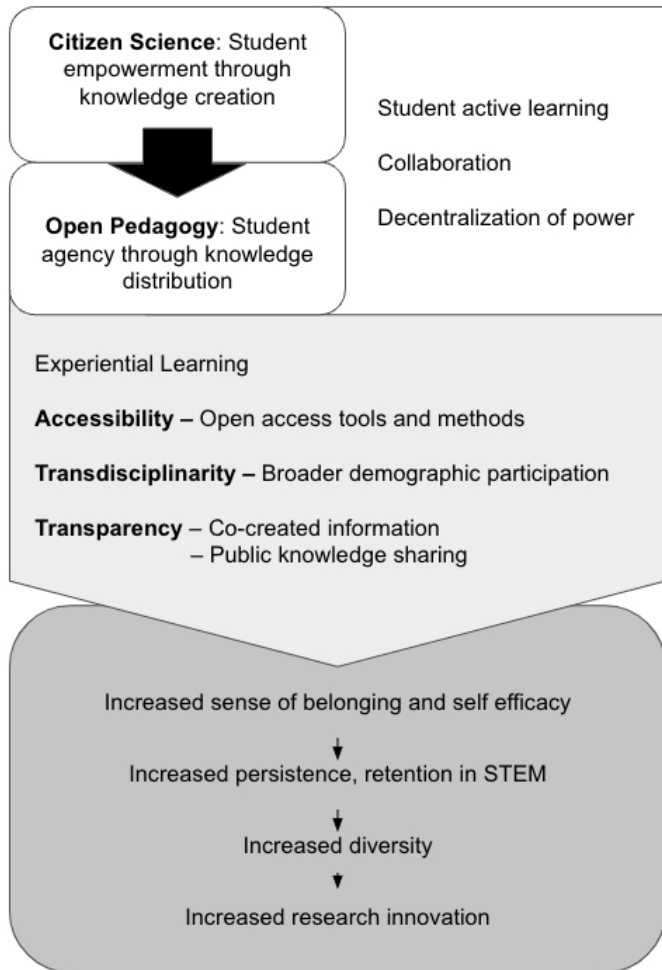 Citizen Science: Student
empowerment through
knowledge creation
Student active learning
Collaboration
Decentralization of power
Open Pedagogy: Student
agency through knowledge
distribution
Experiential Learning
Accessibility – Open access tools and methods
Transdisciplinarity – Broader demographic participation
Transparency – Co-created information
– Public knowledge sharing
Increased sense of belonging and self efficacy
Increased persistence, retention in STEM
Increased diversity
Increased research innovation